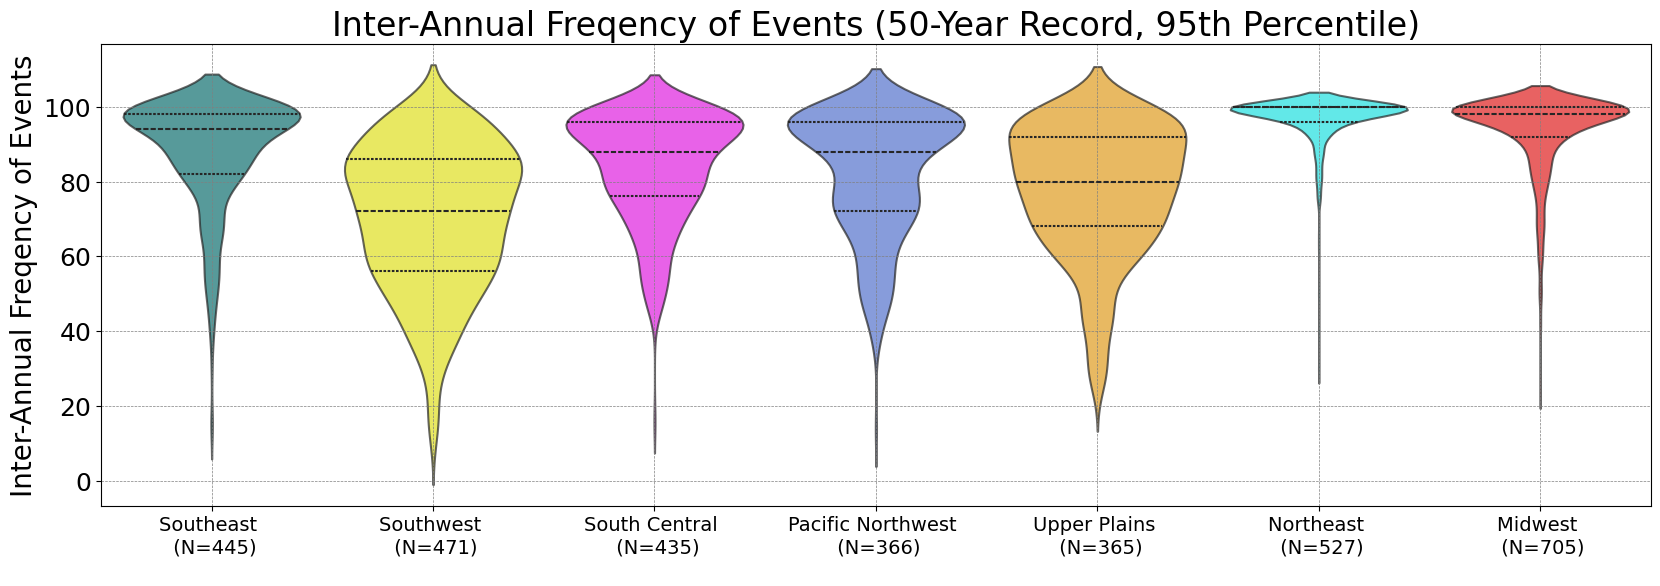 Inter-Annual Freqency of Events (50-Year Record, 95th Percentile)
Inter-Annual Freqency of Events
100
80
60
40
20
0
Southeast
(N=445)
Southwest
(N=471)
South Central
(N=435)
Pacific Northwest
(N=366)
Upper Plains
(N=365)
Northeast
(N=527)
Midwest
(N=705)